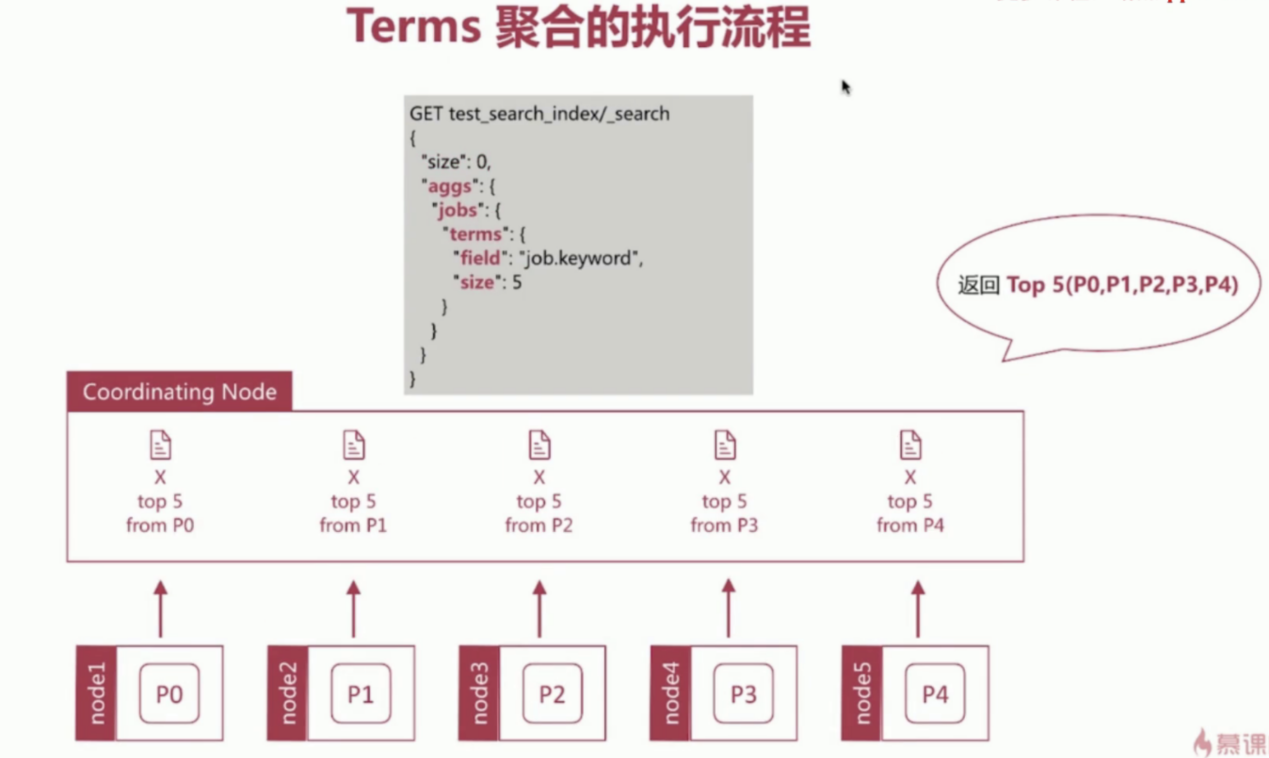 Terms 聚合的执行流程
GET test_search_index/_search
{
"size": 0,
"aggs": {
"jobs": {
"terms": {
"field": "job.keyword",
"size": 5
}
}
}
}
返回 Top 5(P0,P1,P2,P3,P4)
Coordinating Node
X
top 5
from P0
X
top 5
from P1
X
top 5
from P2
X
top 5
from P3
X
top 5
from P4
node1
P0
node2
P1
node3
P2
node4
P3
node5
P4
慕课